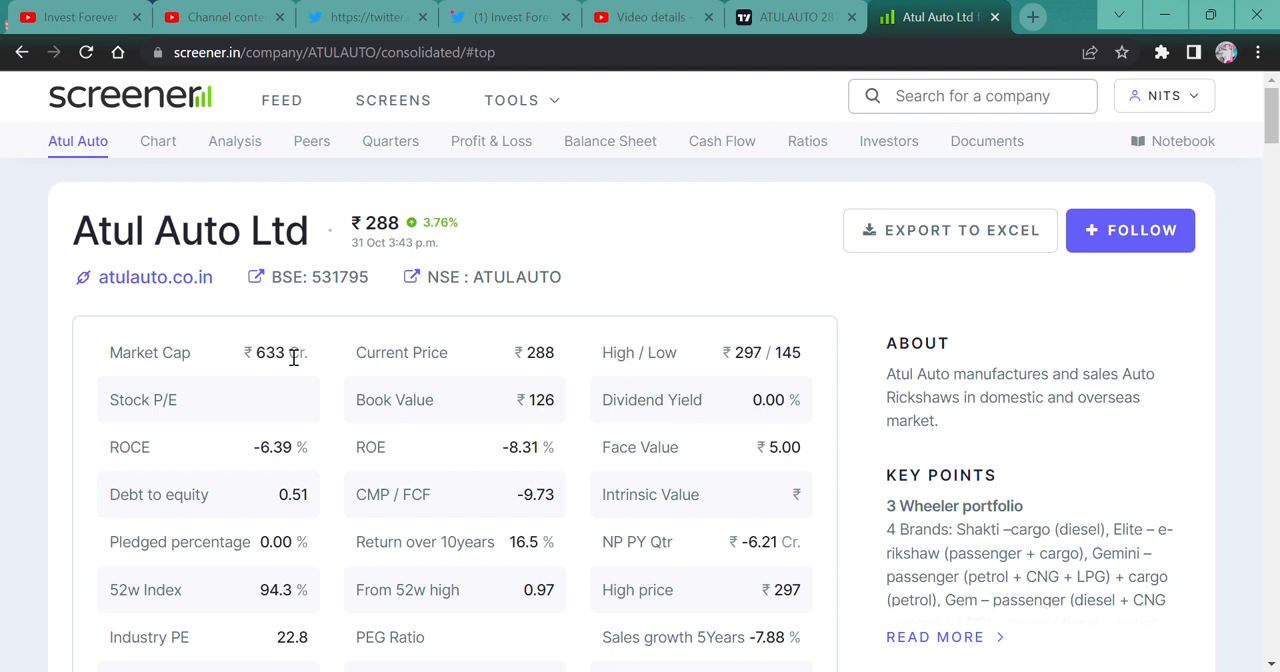 Invest Forever
Channel conte
https://twitter.
(1) Invest Fore
Video details -
ATULAUTO 28
Atul Auto Ltd
screener.in/company/ATULAUTO/consolidated/#top
screener
FEED
SCREENS
TOOLS
Search for a company
NITS
Atul Auto
Chart
Analysis
Peers
Quarters
Profit & Loss
Balance Sheet
Cash Flow
Ratios
Investors
Documents
Notebook
Atul Auto Ltd
₹ 288 3.76%
31 Oct 3:43 p.m.
EXPORT TO EXCEL
+ FOLLOW
atulauto.co.in
BSE: 531795
NSE : ATULAUTO
Market Cap ₹ 633 Cr.
Current Price ₹ 288
High / Low ₹ 297 / 145
Stock P/E
Book Value ₹ 126
Dividend Yield 0.00 %
ROCE -6.39 %
ROE -8.31 %
Face Value ₹ 5.00
Debt to equity 0.51
CMP / FCF -9.73
Intrinsic Value ₹
Pledged percentage 0.00 %
Return over 10years 16.5 %
NP PY Qtr ₹ -6.21 Cr.
52w Index 94.3 %
From 52w high 0.97
High price ₹ 297
Industry PE 22.8
PEG Ratio
Sales growth 5Years -7.88 %
ABOUT
Atul Auto manufactures and sales Auto
Rickshaws in domestic and overseas
market.
KEY POINTS
3 Wheeler portfolio
4 Brands: Shakti –cargo (diesel), Elite – e-
rikshaw (passenger + cargo), Gemini –
passenger (petrol + CNG + LPG) + cargo
(petrol), Gem – passenger (diesel + CNG
READ MORE